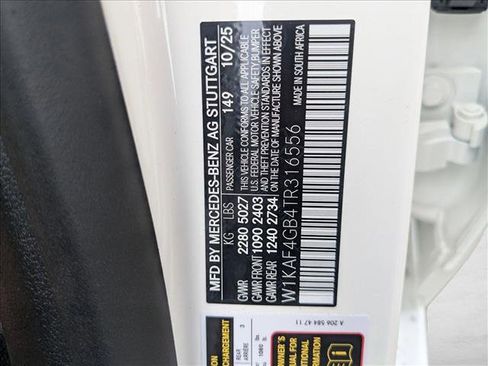 MFD BY MERCEDES-BENZ AG STUTTGART
PASSENGER CAR 149 10/25
KG LBS
GVWR 2280 5027
GAWR FRONT 1090 2403
GAWR REAR 1240 2734
THIS VEHICLE CONFORMS TO ALL APPLICABLE
U.S. FEDERAL MOTOR VEHICLE SAFETY, BUMPER
AND THEFT PREVENTION STANDARDS IN EFFECT
ON THE DATE OF MANUFACTURE SHOWN ABOVE
W1KAF4GB4TR316556
MADE IN SOUTH AFRICA
A 206 584 47 11
REAR
ARRIÈRE
3